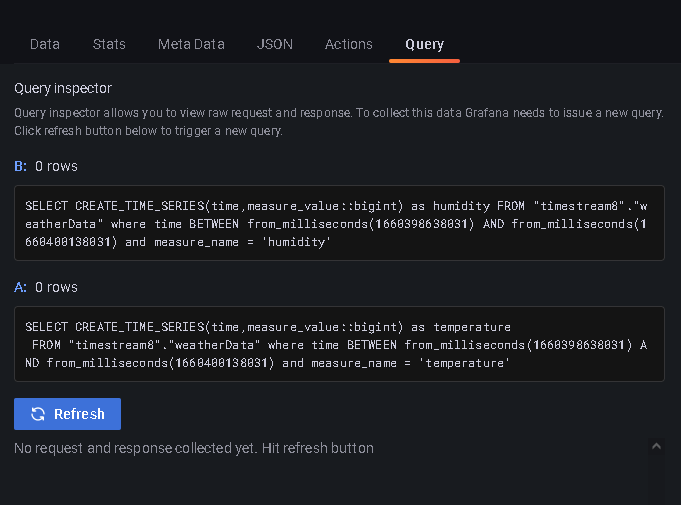 Data Stats Meta Data JSON Actions Query
Query inspector
Query inspector allows you to view raw request and response. To collect this data Grafana needs to issue a new query.
Click refresh button below to trigger a new query.
B: 0 rows
SELECT CREATE_TIME_SERIES(time,measure_value::bigint) as humidity FROM "timestream8"."w
eatherData" where time BETWEEN from_milliseconds(1660398638031) AND from_milliseconds(1
660400138031) and measure_name = 'humidity'
A: 0 rows
SELECT CREATE_TIME_SERIES(time,measure_value::bigint) as temperature
FROM "timestream8"."weatherData" where time BETWEEN from_milliseconds(1660398638031) A
ND from_milliseconds(1660400138031) and measure_name = 'temperature'
Refresh
No request and response collected yet. Hit refresh button